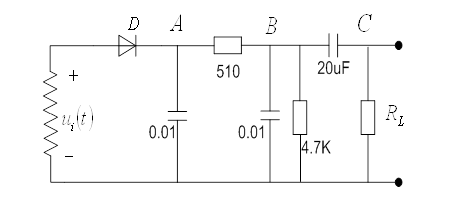 D A B C
510 20uF
+
u_i(t) 0.01 0.01 R_L
4.7K
−